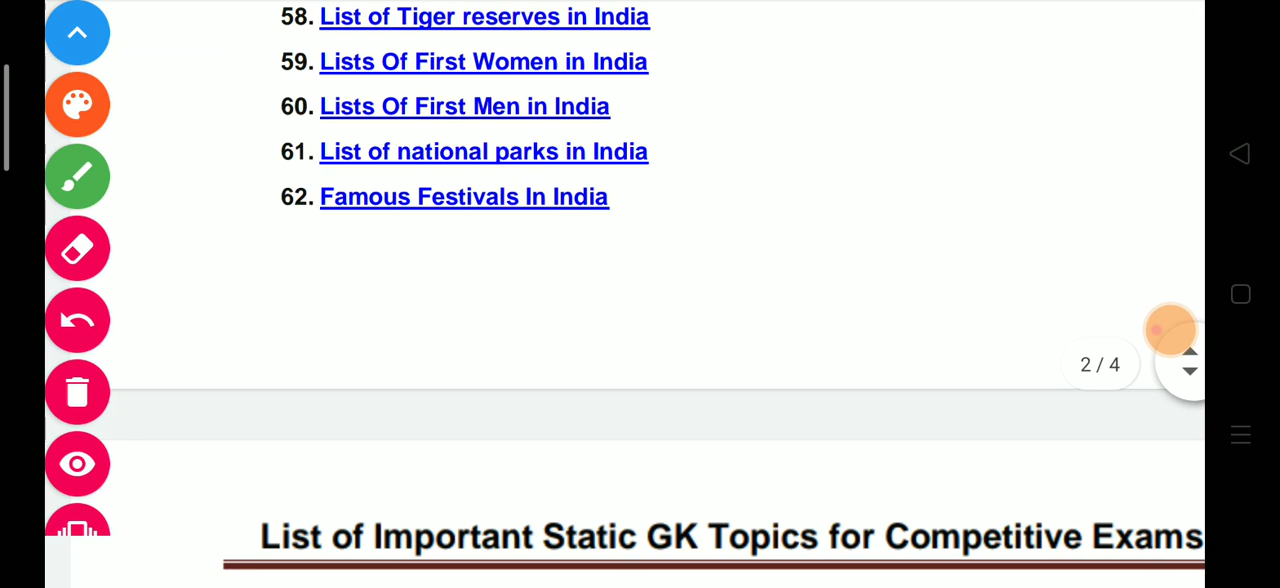 58. List of Tiger reserves in India
59. Lists Of First Women in India
60. Lists Of First Men in India
61. List of national parks in India
62. Famous Festivals In India
2 / 4
List of Important Static GK Topics for Competitive Exams